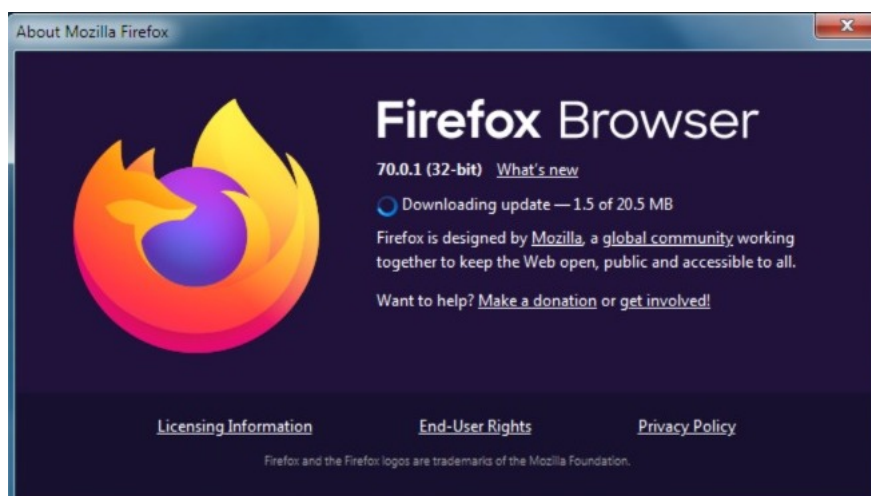 About Mozilla Firefox
Firefox Browser
70.0.1 (32-bit) What's new
Downloading update — 1.5 of 20.5 MB
Firefox is designed by Mozilla, a global community working
together to keep the Web open, public and accessible to all.
Want to help? Make a donation or get involved!
Licensing Information End-User Rights Privacy Policy
Firefox and the Firefox logos are trademarks of the Mozilla Foundation.